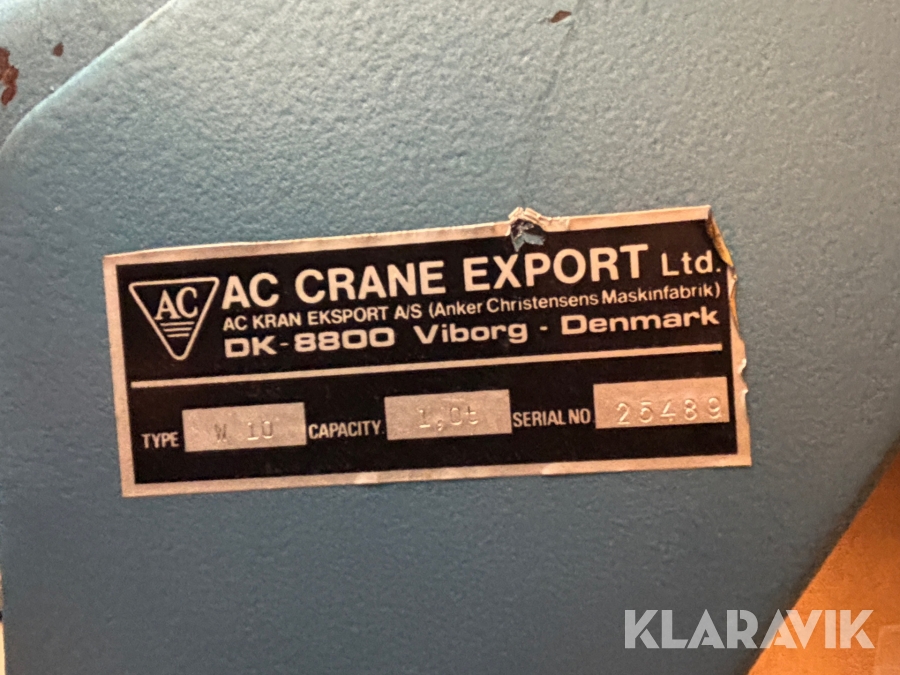 AC
AC CRANE EXPORT Ltd.
AC KRAN EKSPORT A/S (Anker Christensens Maskinfabrik)
DK-8800 Viborg - Denmark
TYPE W 10 CAPACITY. 1,0t SERIAL NO. 25489
KLARAVIK